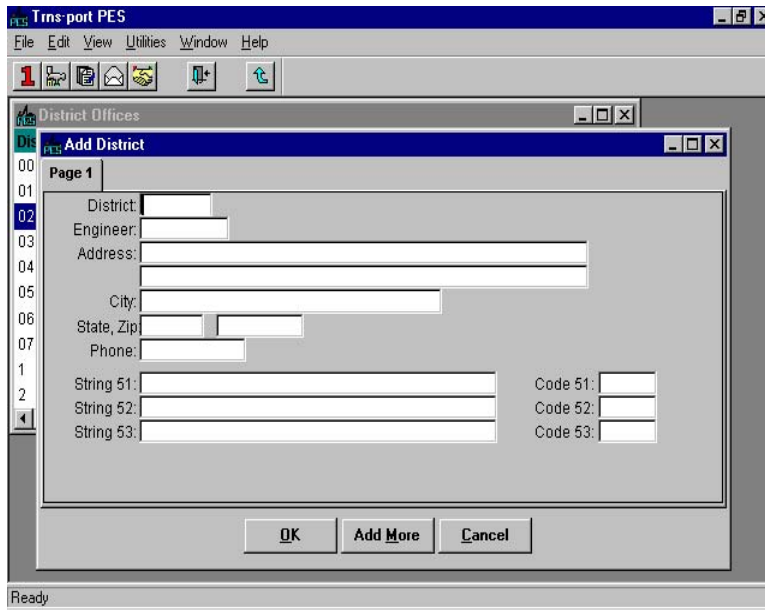 Trns·port PES
File Edit View Utilities Window Help
District Offices
Add District
Page 1
00
01
02
03
04
05
06
07
1
2
District:
Engineer:
Address:
City:
State, Zip:
Phone:
String 51: Code 51:
String 52: Code 52:
String 53: Code 53:
OK Add More Cancel
Ready